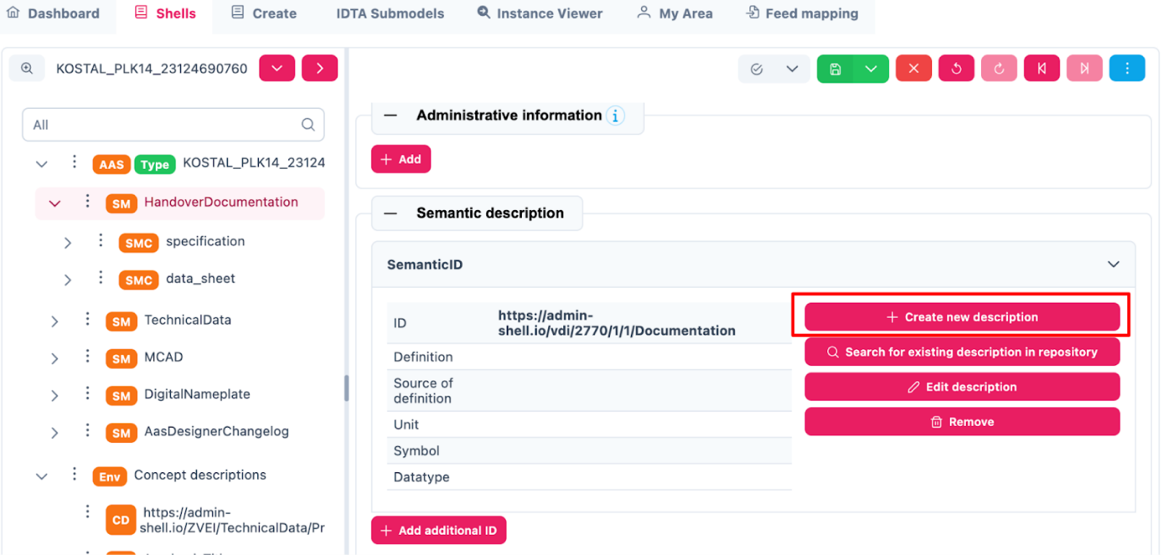 Dashboard
Shells
Create
IDTA Submodels
Instance Viewer
My Area
Feed mapping
KOSTAL_PLK14_23124690760
All
AAS Type KOSTAL_PLK14_23124
SM HandoverDocumentation
SMC specification
SMC data_sheet
SM TechnicalData
SM MCAD
SM DigitalNameplate
SM AasDesignerChangelog
Env Concept descriptions
CD https://admin-
shell.io/ZVEI/TechnicalData/Pr
Administrative information i
+ Add
Semantic description
SemanticID
ID https://admin-
shell.io/vdi/2770/1/1/Documentation
Definition
Source of
definition
Unit
Symbol
Datatype
+ Create new description
Search for existing description in repository
Edit description
Remove
+ Add additional ID